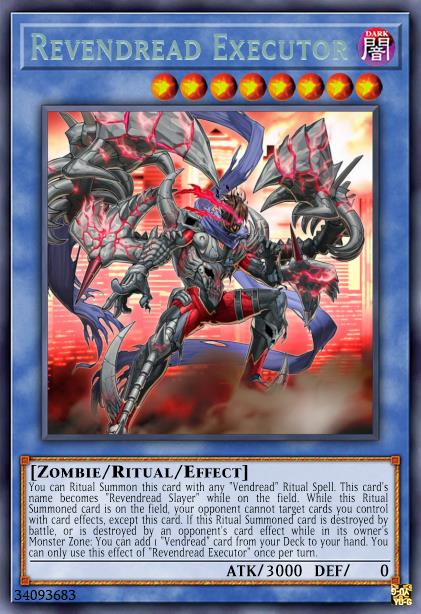 REVENDREAD EXECUTOR
DARK
闇
[ZOMBIE/RITUAL/EFFECT]
You can Ritual Summon this card with any "Vendread" Ritual Spell. This card's
name becomes "Revendread Slayer" while on the field. While this Ritual
Summoned card is on the field, your opponent cannot target cards you control
with card effects, except this card. If this Ritual Summoned card is destroyed by
battle, or is destroyed by an opponent's card effect while in its owner's
Monster Zone: You can add 1 "Vendread" card from your Deck to your hand. You can
only use this effect of "Revendread Executor" once per turn.
ATK/3000 DEF/ 0
34093683